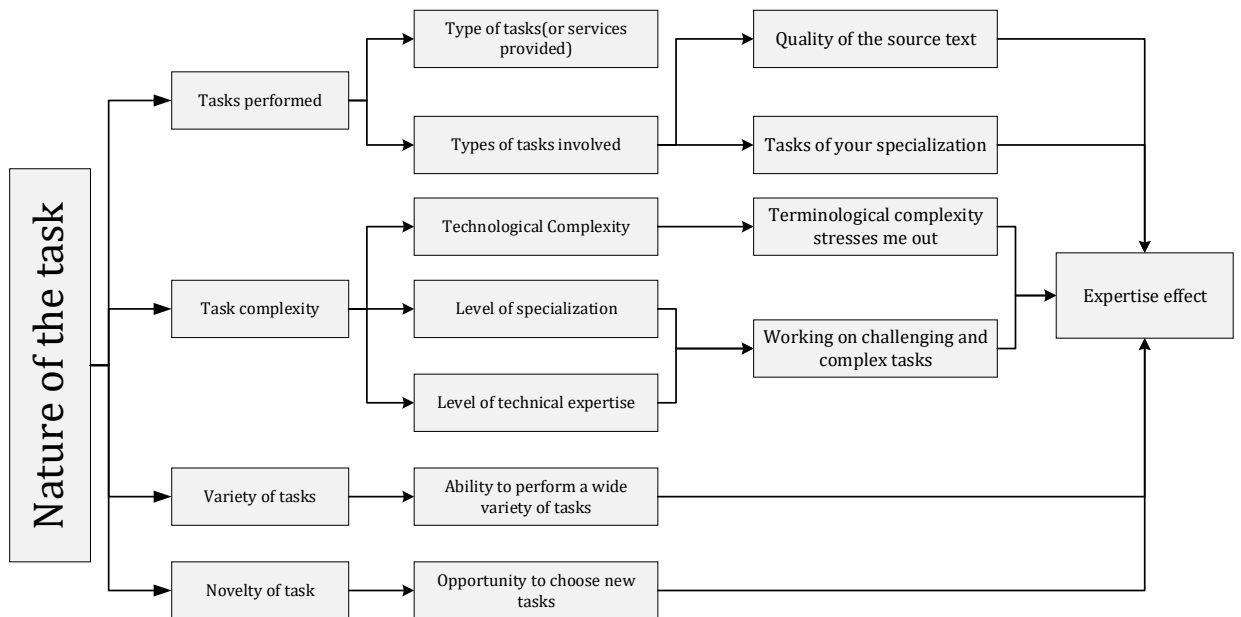 Nature of the task
Tasks performed
Type of tasks(or services
provided)
Types of tasks involved
Quality of the source text
Tasks of your specialization
Task complexity
Technological Complexity
Level of specialization
Level of technical expertise
Terminological complexity
stresses me out
Working on challenging and
complex tasks
Variety of tasks
Ability to perform a wide
variety of tasks
Novelty of task
Opportunity to choose new
tasks
Expertise effect